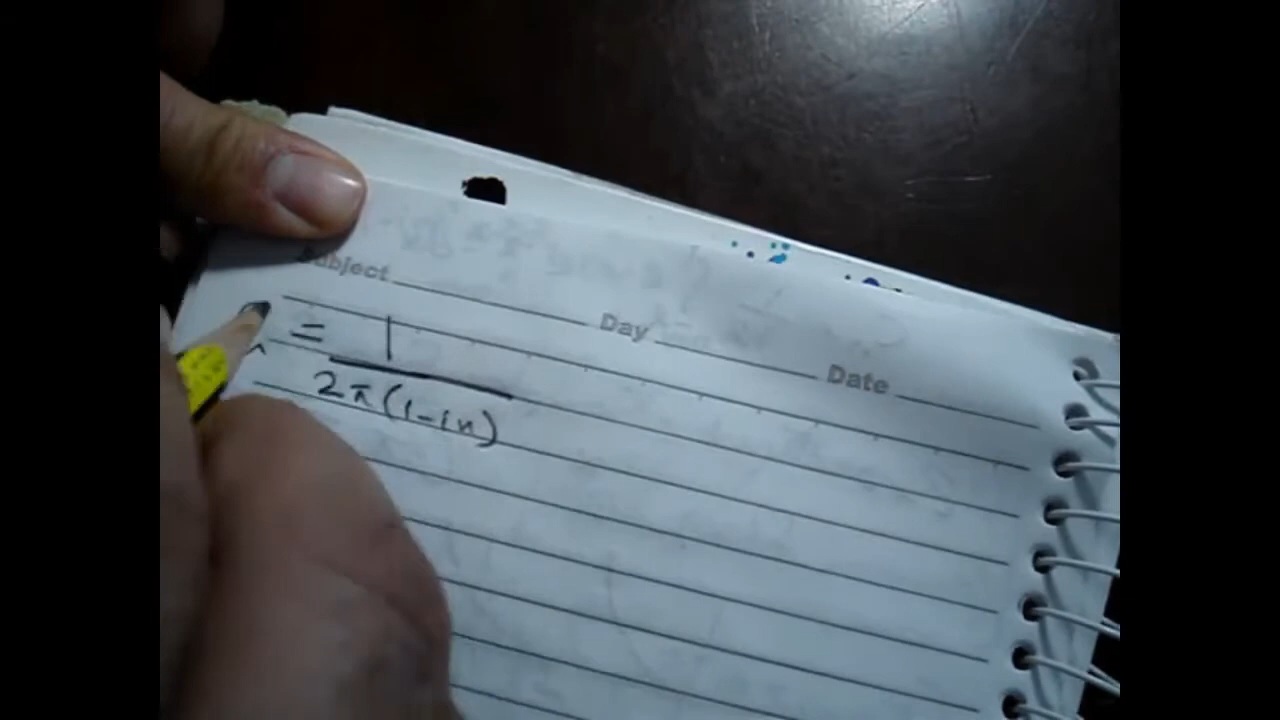 Subject
Day
Date
= 1
2π(1-in)